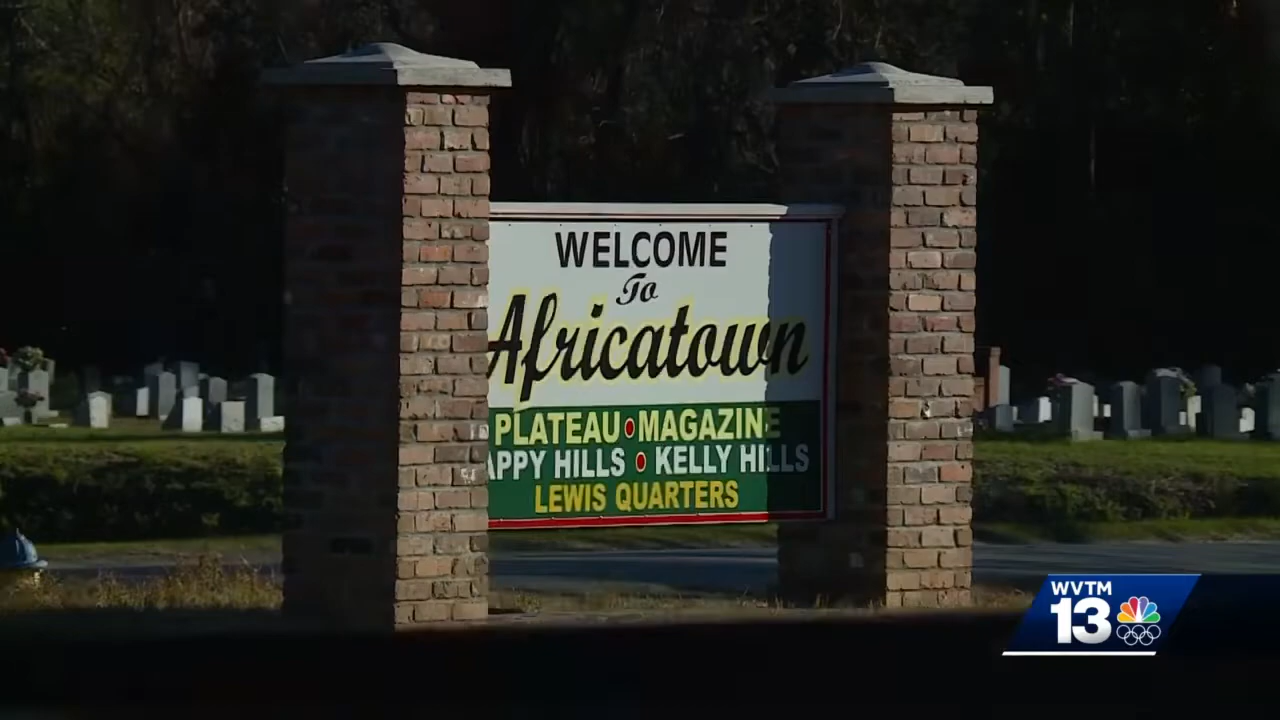 WELCOME
To
Africatown
PLATEAU • MAGAZINE
APPY HILLS • KELLY HILLS
LEWIS QUARTERS
WVTM
13